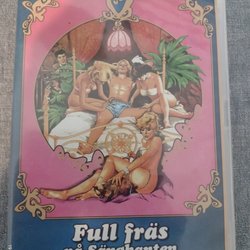 Full fräs
på Sängkanten